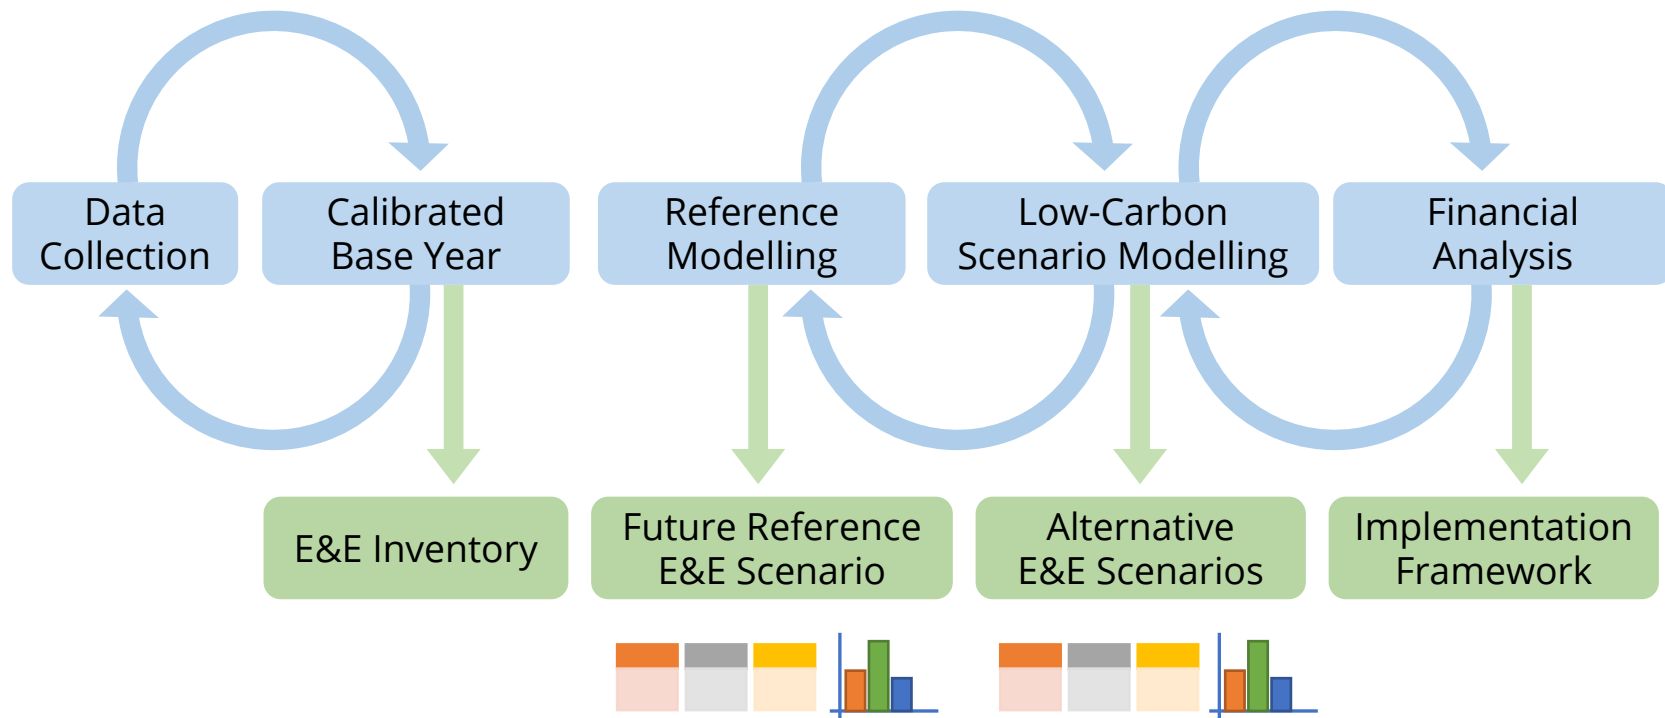 Data
Collection
Calibrated
Base Year
Reference
Modelling
Low-Carbon
Scenario Modelling
Financial
Analysis
E&E Inventory
Future Reference
E&E Scenario
Alternative
E&E Scenarios
Implementation
Framework